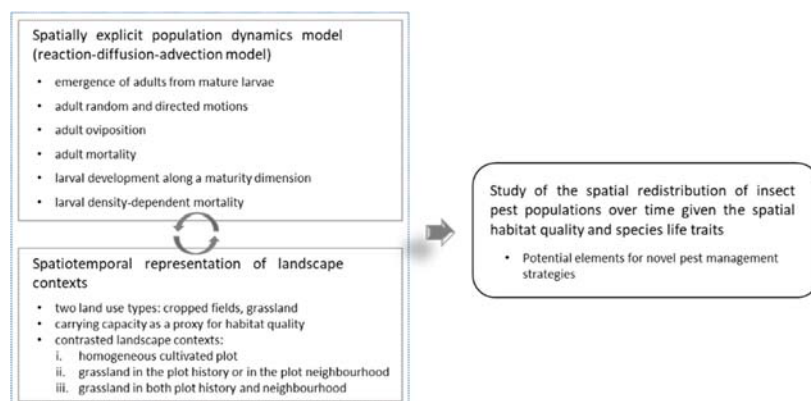 Spatially explicit population dynamics model
(reaction-diffusion-advection model)
• emergence of adults from mature larvae
• adult random and directed motions
• adult oviposition
• adult mortality
• larval development along a maturity dimension
• larval density-dependent mortality
Spatiotemporal representation of landscape
contexts
• two land use types: cropped fields, grassland
• carrying capacity as a proxy for habitat quality
• contrasted landscape contexts:
i. homogeneous cultivated plot
ii. grassland in the plot history or in the plot neighbourhood
iii. grassland in both plot history and neighbourhood
Study of the spatial redistribution of insect
pest populations over time given the spatial
habitat quality and species life traits
• Potential elements for novel pest management
strategies